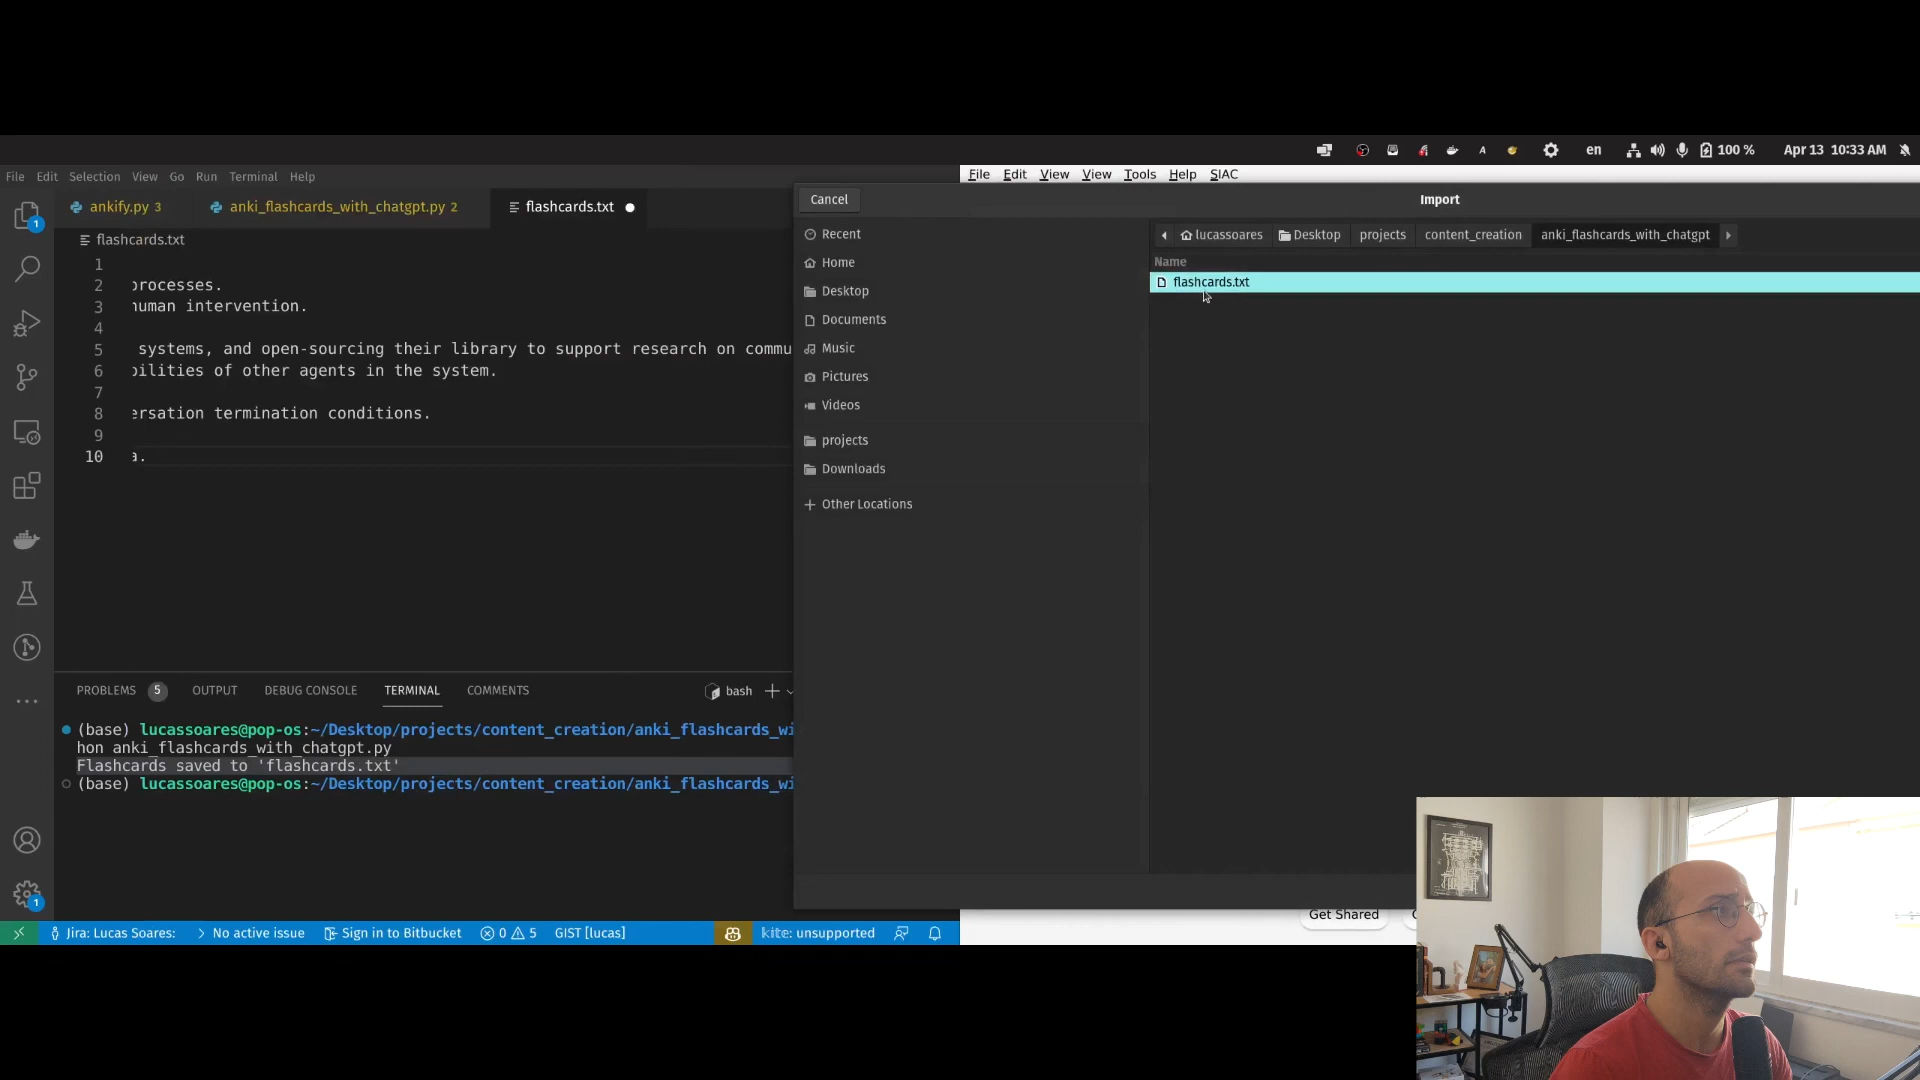 en
100 %
Apr 13 10:33 AM
File Edit Selection View Go Run Terminal Help
ankify.py 3
anki_flashcards_with_chatgpt.py 2
flashcards.txt
flashcards.txt
1
2 processes.
3 human intervention.
4
5 systems, and open-sourcing their library to support research on commu
6 bilities of other agents in the system.
7
8 ersation termination conditions.
9
10 a.
PROBLEMS 5 OUTPUT DEBUG CONSOLE TERMINAL COMMENTS
bash
(base) lucassoares@pop-os:~/Desktop/projects/content_creation/anki_flashcards_wi
hon anki_flashcards_with_chatgpt.py
Flashcards saved to 'flashcards.txt'
(base) lucassoares@pop-os:~/Desktop/projects/content_creation/anki_flashcards_wi
1
1
Jira: Lucas Soares: No active issue Sign in to Bitbucket 0 5 GIST [lucas] kite: unsupported
File Edit View View Tools Help SIAC
Cancel
Import
Recent
Home
Desktop
Documents
Music
Pictures
Videos
projects
Downloads
Other Locations
lucassoares Desktop projects content_creation anki_flashcards_with_chatgpt
Name
flashcards.txt
Get Shared